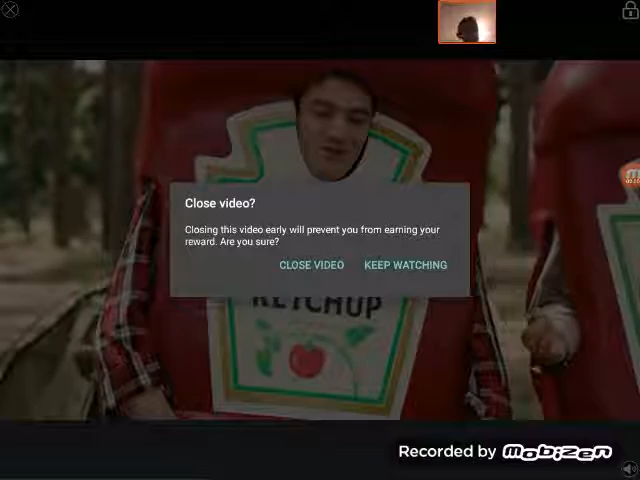 Close video?
Closing this video early will prevent you from earning your
reward. Are you sure?
CLOSE VIDEO KEEP WATCHING
KETCHUP
Recorded by mobizen